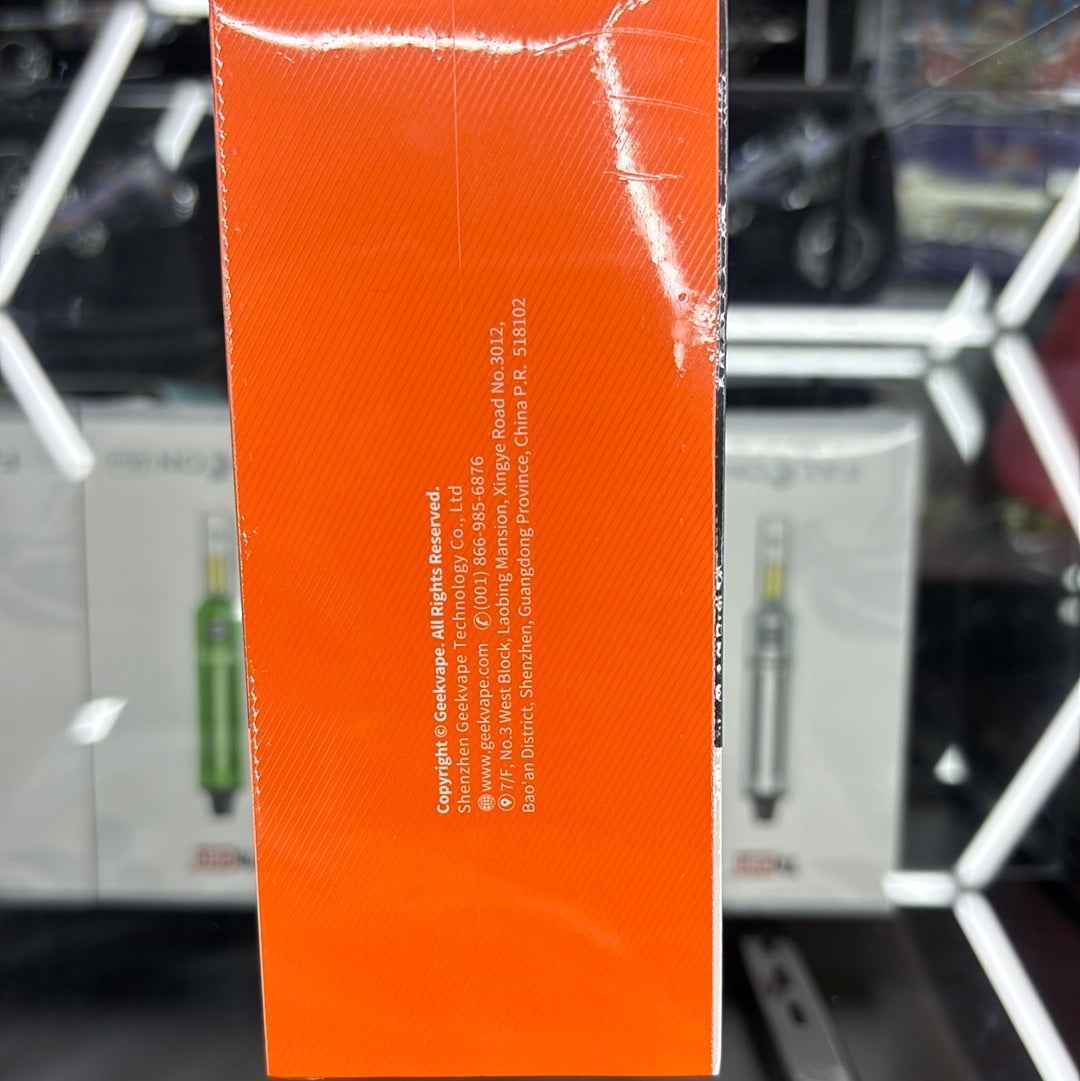 Copyright © Geekvape. All Rights Reserved.
Shenzhen Geekvape Technology Co., Ltd
www.geekvape.com (001) 866-985-6876
7/F, No.3 West Block, Laobing Mansion, Xingye Road No.3012,
Bao'an District, Shenzhen, Guangdong Province, China P.R. 518102